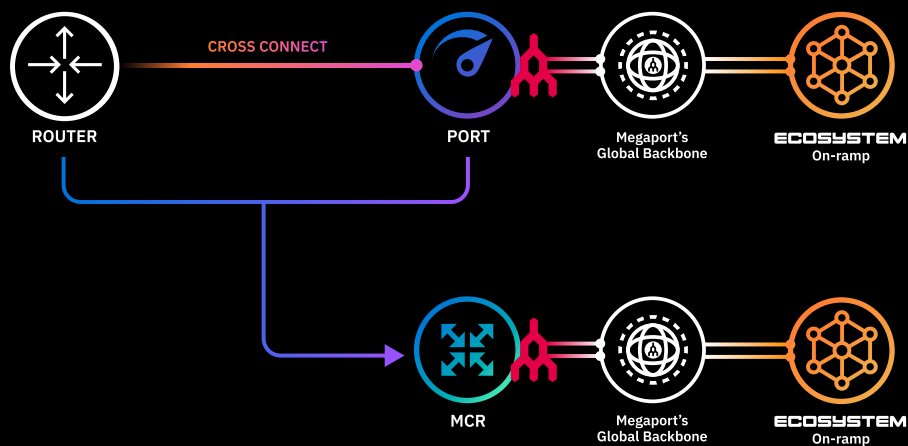 CROSS CONNECT
ROUTER
PORT
Megaport's
Global Backbone
ECOSYSTEM
On-ramp
MCR
Megaport's
Global Backbone
ECOSYSTEM
On-ramp